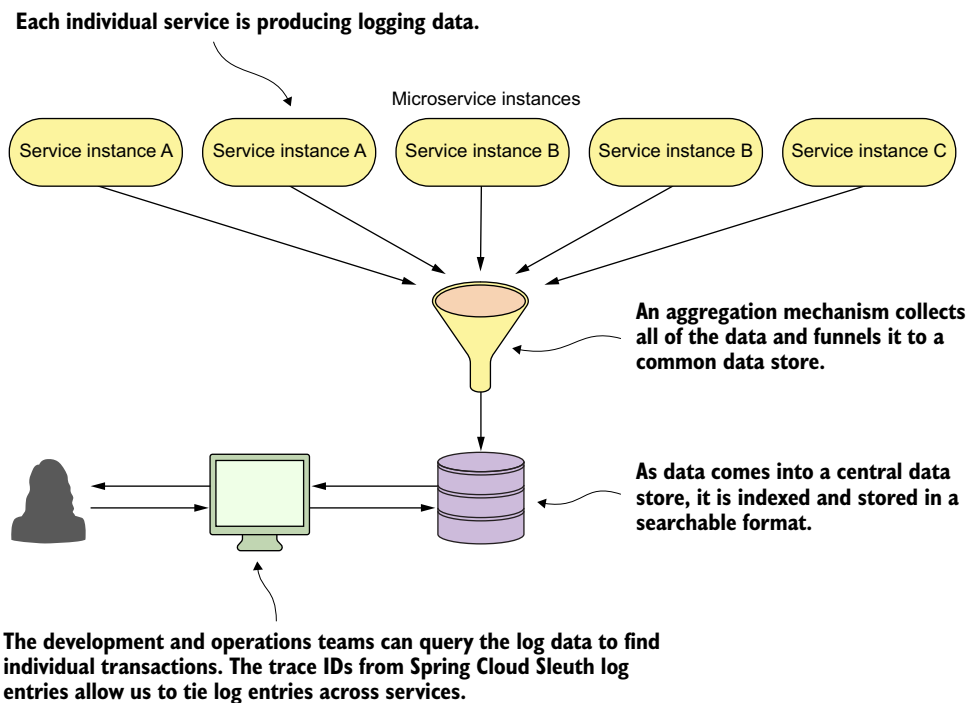 Each individual service is producing logging data.
Microservice instances
Service instance A
Service instance A
Service instance B
Service instance B
Service instance C
An aggregation mechanism collects
all of the data and funnels it to a
common data store.
As data comes into a central data
store, it is indexed and stored in a
searchable format.
The development and operations teams can query the log data to find
individual transactions. The trace IDs from Spring Cloud Sleuth log
entries allow us to tie log entries across services.